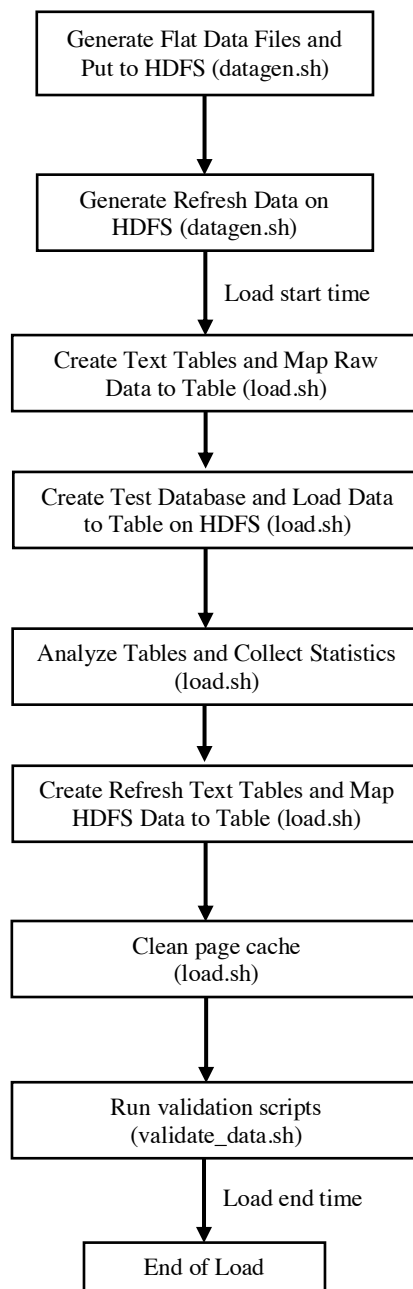 Generate Flat Data Files and
Put to HDFS (datagen.sh)
Generate Refresh Data on
HDFS (datagen.sh)
Load start time
Create Text Tables and Map Raw
Data to Table (load.sh)
Create Test Database and Load Data
to Table on HDFS (load.sh)
Analyze Tables and Collect Statistics
(load.sh)
Create Refresh Text Tables and Map
HDFS Data to Table (load.sh)
Clean page cache
(load.sh)
Run validation scripts
(validate_data.sh)
Load end time
End of Load